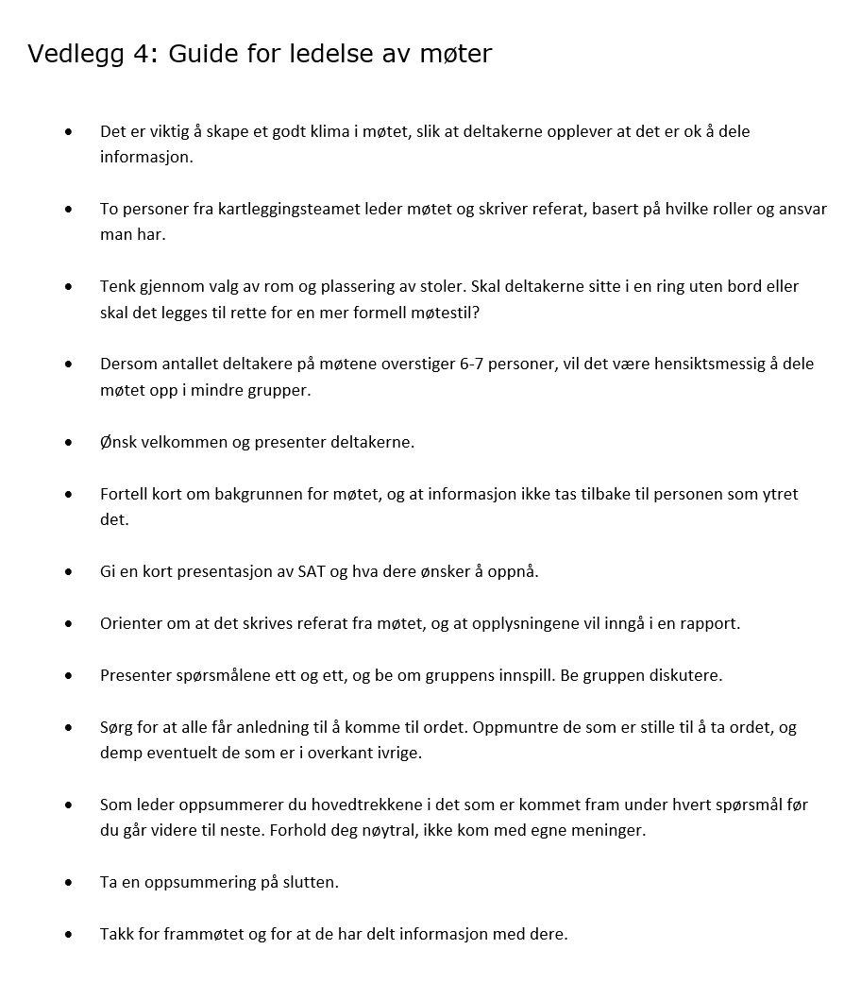 Vedlegg 4: Guide for ledelse av møter
• Det er viktig å skape et godt klima i møtet, slik at deltakerne opplever at det er ok å dele
informasjon.
• To personer fra kartleggingsteamet leder møtet og skriver referat, basert på hvilke roller og ansvar
man har.
• Tenk gjennom valg av rom og plassering av stoler. Skal deltakerne sitte i en ring uten bord eller
skal det legges til rette for en mer formell møtestil?
• Dersom antallet deltakere på møtene overstiger 6-7 personer, vil det være hensiktsmessig å dele
møtet opp i mindre grupper.
• Ønsk velkommen og presenter deltakerne.
• Fortell kort om bakgrunnen for møtet, og at informasjon ikke tas tilbake til personen som ytret
det.
• Gi en kort presentasjon av SAT og hva dere ønsker å oppnå.
• Orienter om at det skrives referat fra møtet, og at opplysningene vil inngå i en rapport.
• Presenter spørsmålene ett og ett, og be om gruppens innspill. Be gruppen diskutere.
• Sørg for at alle får anledning til å komme til ordet. Oppmuntre de som er stille til å ta ordet, og
demp eventuelt de som er i overkant ivrige.
• Som leder oppsummerer du hovedtrekkene i det som er kommet fram under hvert spørsmål før
du går videre til neste. Forhold deg nøytral, ikke kom med egne meninger.
• Ta en oppsummering på slutten.
• Takk for frammøtet og for at de har delt informasjon med dere.